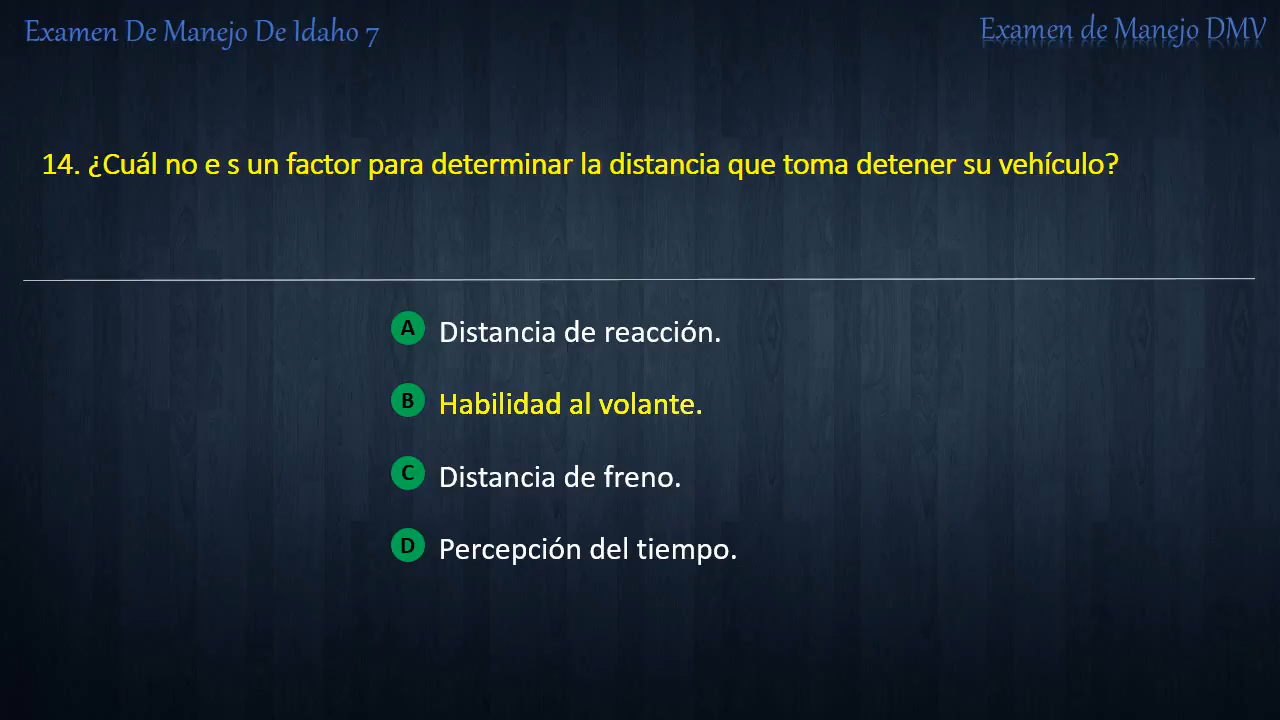 Examen De Manejo De Idaho 7
Examen de Manejo DMV
14. ¿Cuál no e s un factor para determinar la distancia que toma detener su vehículo?
A Distancia de reacción.
B Habilidad al volante.
C Distancia de freno.
D Percepción del tiempo.